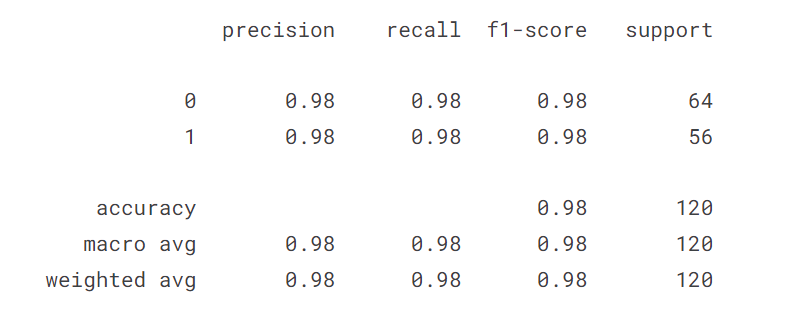 precision recall f1-score support
0 0.98 0.98 0.98 64
1 0.98 0.98 0.98 56
accuracy 0.98 120
macro avg 0.98 0.98 0.98 120
weighted avg 0.98 0.98 0.98 120